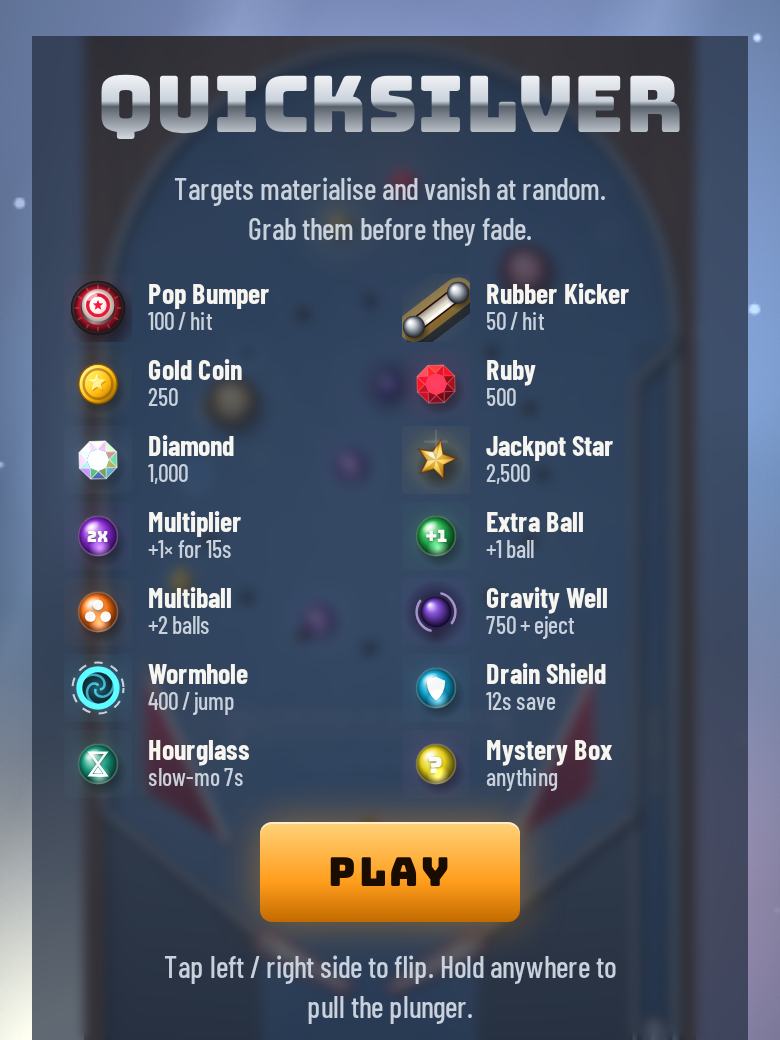 QUICKSILVER
Targets materialise and vanish at random.
Grab them before they fade.
Pop Bumper
100 / hit
Rubber Kicker
50 / hit
Gold Coin
250
Ruby
500
Diamond
1,000
Jackpot Star
2,500
2X
Multiplier
+1× for 15s
+1
Extra Ball
+1 ball
Multiball
+2 balls
Gravity Well
750 + eject
Wormhole
400 / jump
Drain Shield
12s save
Hourglass
slow-mo 7s
?
Mystery Box
anything
PLAY
Tap left / right side to flip. Hold anywhere to
pull the plunger.